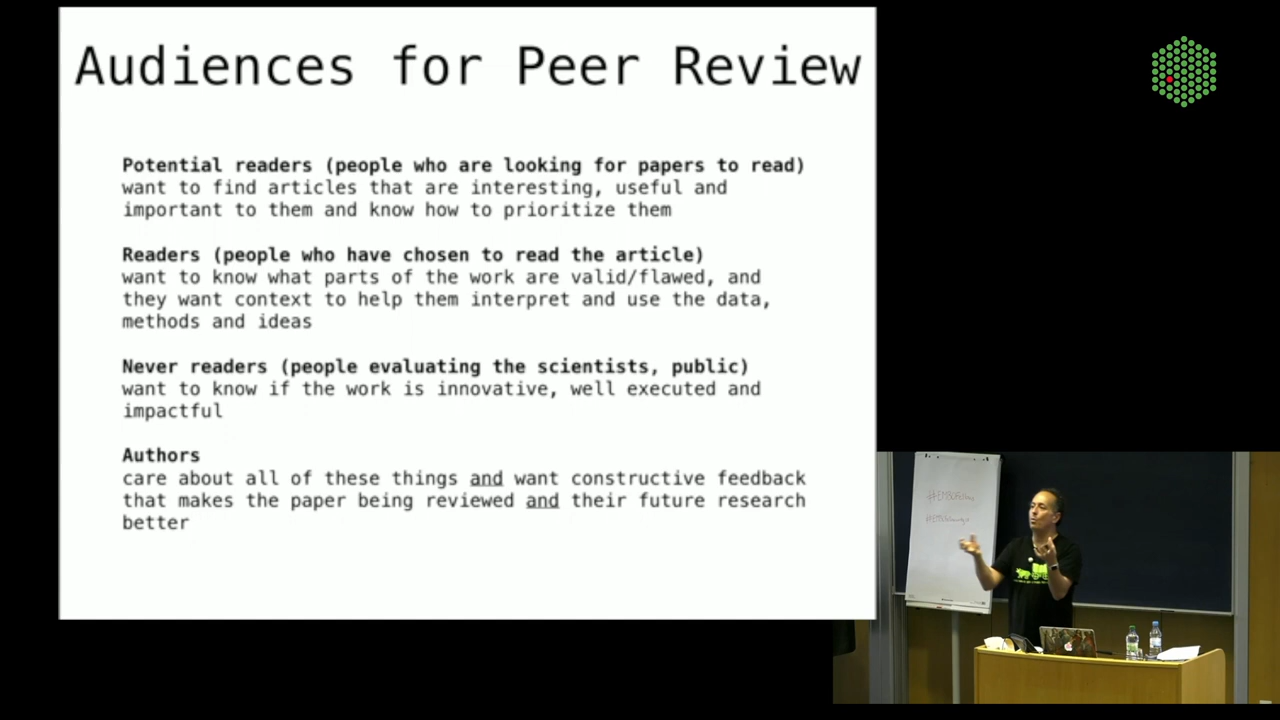 Audiences for Peer Review
Potential readers (people who are looking for papers to read)
want to find articles that are interesting, useful and
important to them and know how to prioritize them
Readers (people who have chosen to read the article)
want to know what parts of the work are valid/flawed, and
they want context to help them interpret and use the data,
methods and ideas
Never readers (people evaluating the scientists, public)
want to know if the work is innovative, well executed and
impactful
Authors
care about all of these things and want constructive feedback
that makes the paper being reviewed and their future research
better